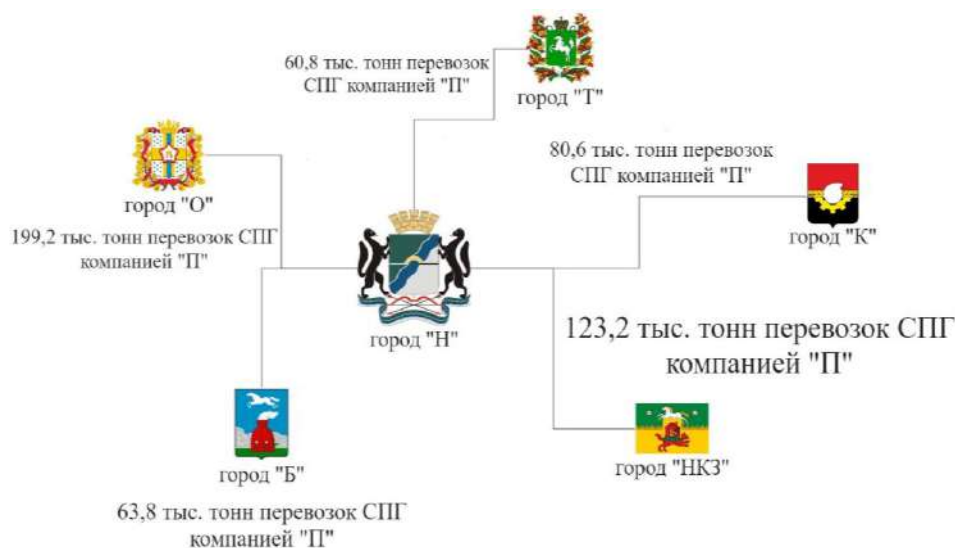 60,8 тыс. тонн перевозок
СПГ компанией "П"
город "Т"
город "О"
199,2 тыс. тонн перевозок СПГ
компанией "П"
80,6 тыс. тонн перевозок
СПГ компанией "П"
город "К"
город "Н"
123,2 тыс. тонн перевозок СПГ
компанией "П"
город "Б"
63,8 тыс. тонн перевозок СПГ
компанией "П"
город "НКЗ"